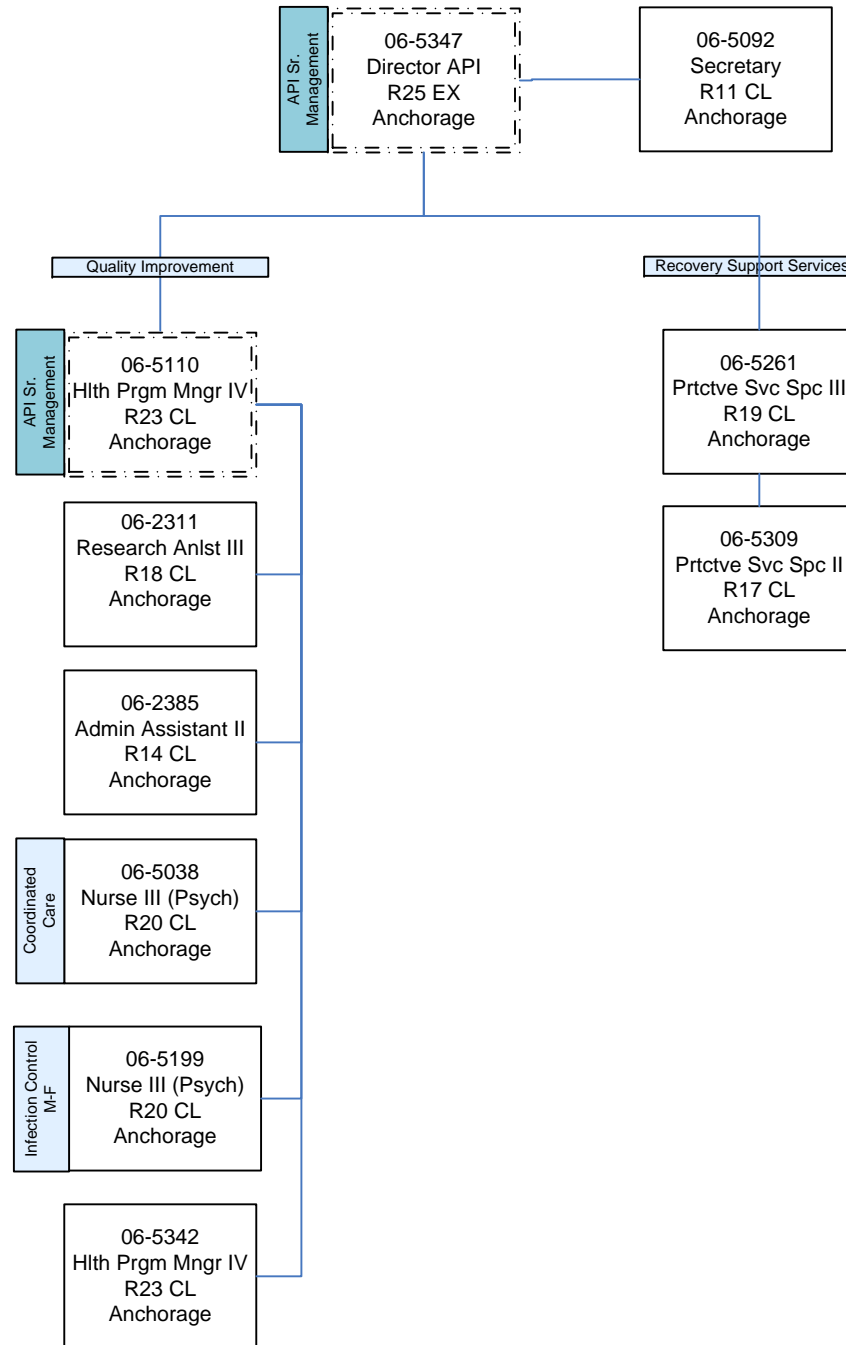 API Sr.
Management
06-5347
Director API
R25 EX
Anchorage
06-5092
Secretary
R11 CL
Anchorage
Quality Improvement
Recovery Support Services
API Sr.
Management
06-5110
Hlth Prgm Mngr IV
R23 CL
Anchorage
06-5261
Prtctve Svc Spc III
R19 CL
Anchorage
06-2311
Research Anlst III
R18 CL
Anchorage
06-5309
Prtctve Svc Spc II
R17 CL
Anchorage
06-2385
Admin Assistant II
R14 CL
Anchorage
Coordinated
Care
06-5038
Nurse III (Psych)
R20 CL
Anchorage
Infection Control
M-F
06-5199
Nurse III (Psych)
R20 CL
Anchorage
06-5342
Hlth Prgm Mngr IV
R23 CL
Anchorage